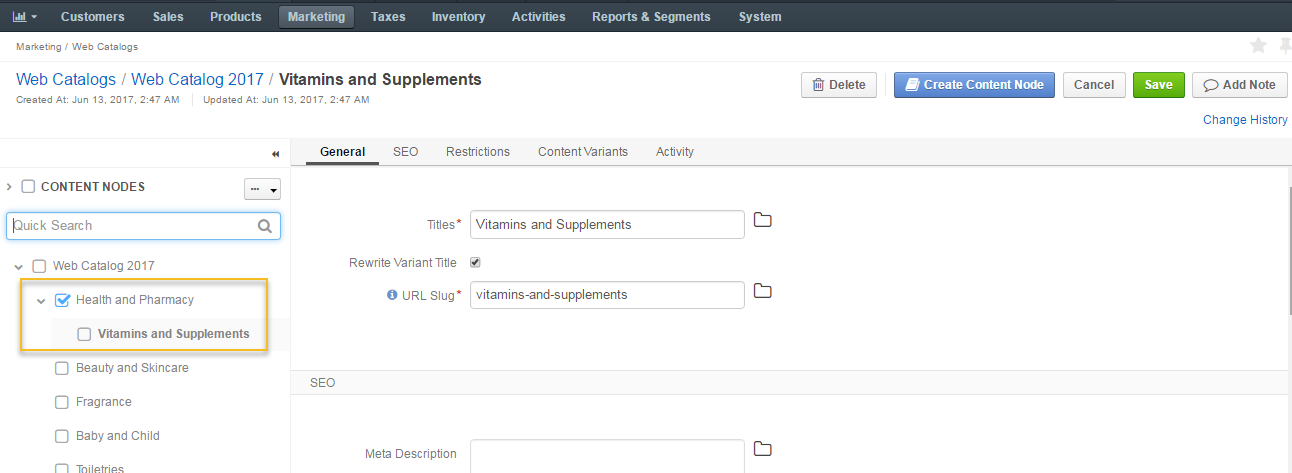 Customers Sales Products Marketing Taxes Inventory Activities Reports & Segments System
Marketing / Web Catalogs
Web Catalogs / Web Catalog 2017 / Vitamins and Supplements
Delete Create Content Node Cancel Save Add Note
Created At: Jun 13, 2017, 2:47 AM Updated At: Jun 13, 2017, 2:47 AM
Change History
General SEO Restrictions Content Variants Activity
CONTENT NODES
Quick Search
Web Catalog 2017
Health and Pharmacy
Vitamins and Supplements
Beauty and Skincare
Fragrance
Baby and Child
Toiletries
Titles* Vitamins and Supplements
Rewrite Variant Title
URL Slug* vitamins-and-supplements
SEO
Meta Description